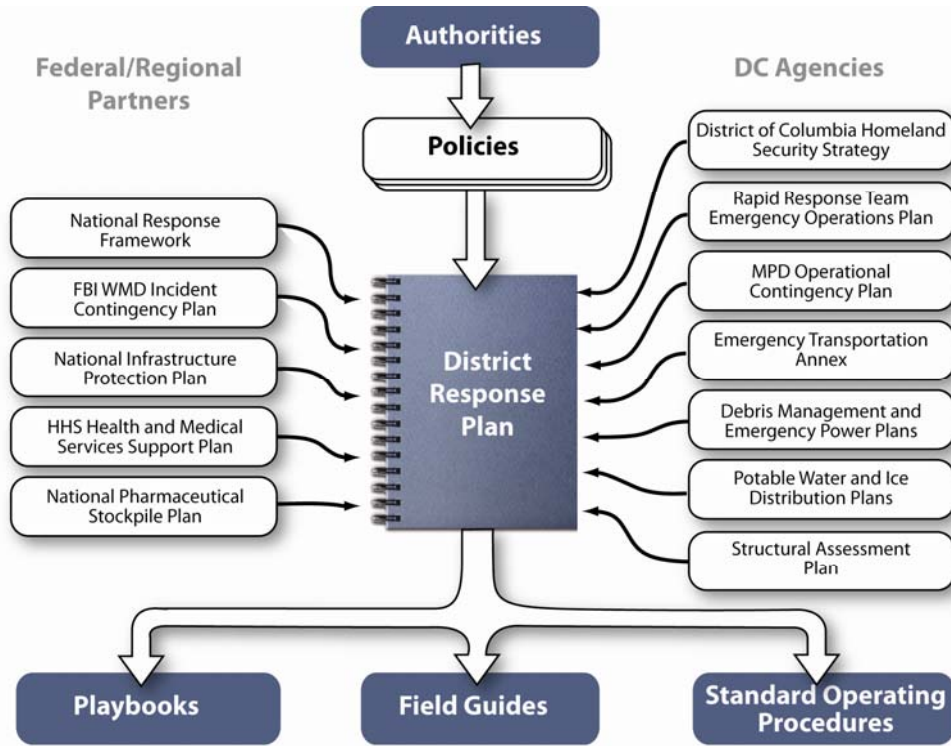 Authorities
Federal/Regional
Partners
DC Agencies
Policies
District of Columbia Homeland
Security Strategy
Rapid Response Team
Emergency Operations Plan
National Response
Framework
MPD Operational
Contingency Plan
FBI WMD Incident
Contingency Plan
Emergency Transportation
Annex
National Infrastructure
Protection Plan
District
Response
Plan
Debris Management and
Emergency Power Plans
HHS Health and Medical
Services Support Plan
Potable Water and Ice
Distribution Plans
National Pharmaceutical
Stockpile Plan
Structural Assessment
Plan
Playbooks
Field Guides
Standard Operating
Procedures